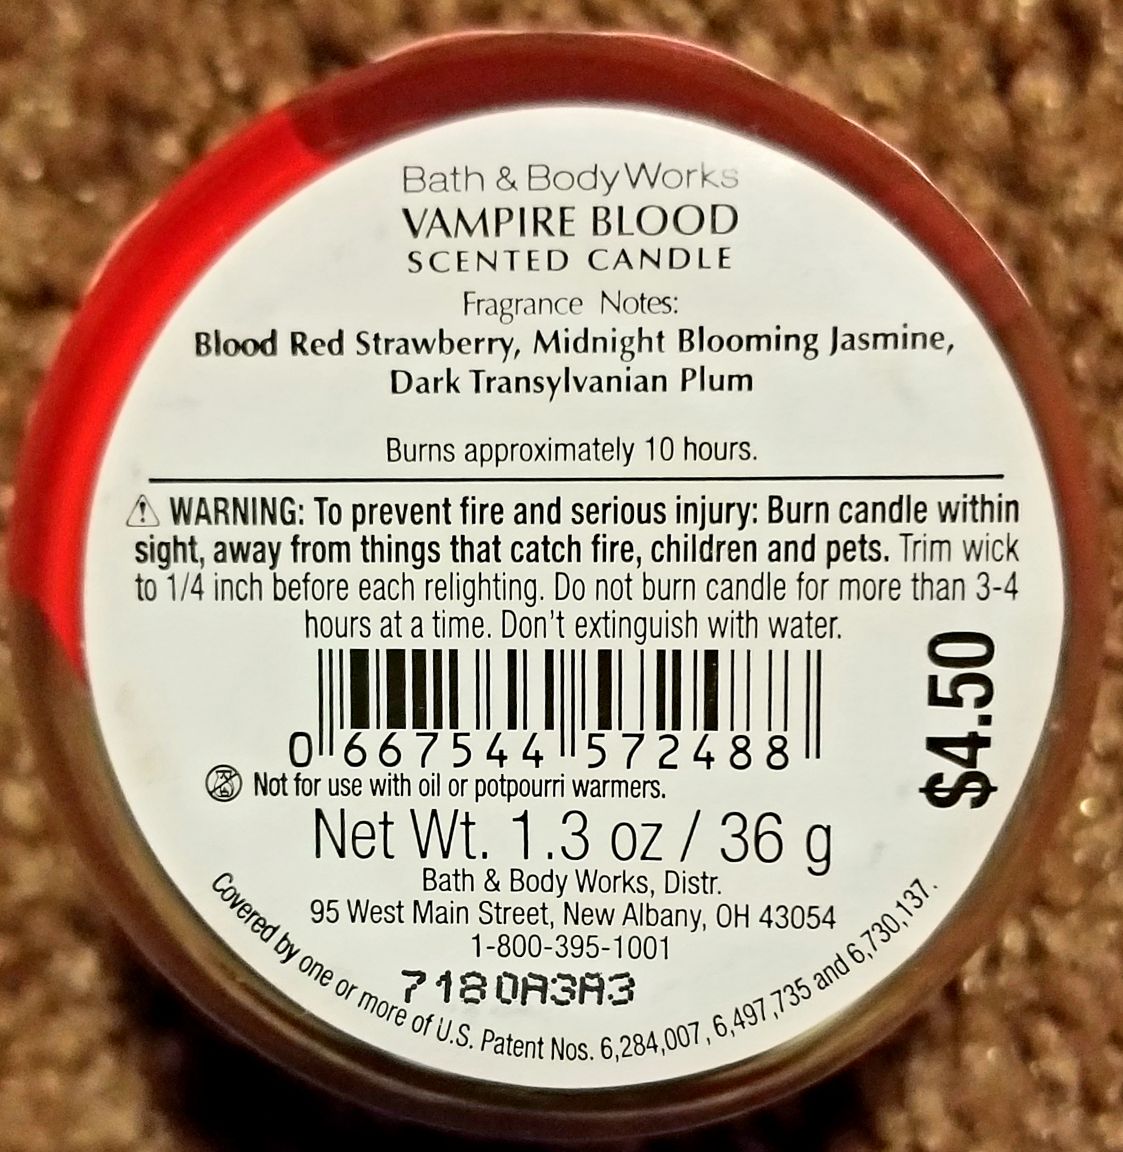 Bath & Body Works
VAMPIRE BLOOD
SCENTED CANDLE
Fragrance Notes:
Blood Red Strawberry, Midnight Blooming Jasmine,
Dark Transylvanian Plum
Burns approximately 10 hours.
⚠ WARNING: To prevent fire and serious injury: Burn candle within
sight, away from things that catch fire, children and pets. Trim wick
to 1/4 inch before each relighting. Do not burn candle for more than 3-4
hours at a time. Don't extinguish with water.
$4.50
0 667544 572488
Not for use with oil or potpourri warmers.
Net Wt. 1.3 oz / 36 g
Bath & Body Works, Distr.
95 West Main Street, New Albany, OH 43054
1-800-395-1001
7180A3A3
Covered by one or more of U.S. Patent Nos. 6,284,007, 6,497,735 and 6,730,137.